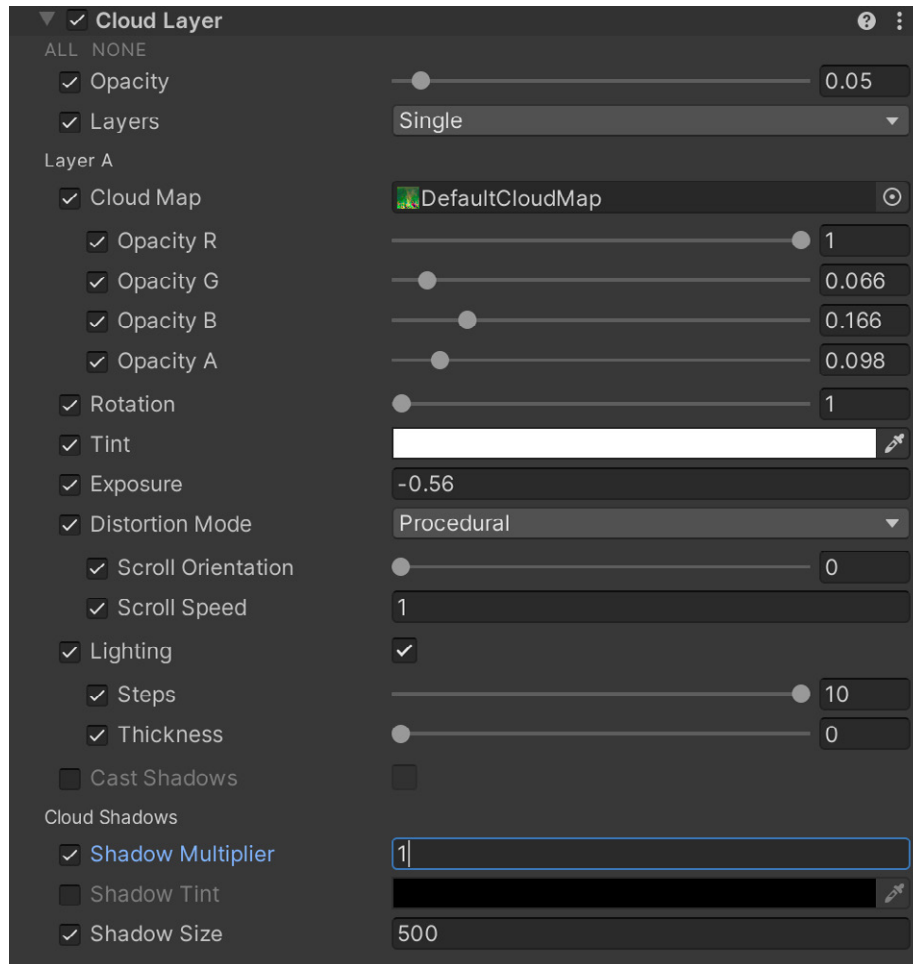 Cloud Layer
ALL NONE
Opacity 0.05
Layers Single
Layer A
Cloud Map DefaultCloudMap
Opacity R 1
Opacity G 0.066
Opacity B 0.166
Opacity A 0.098
Rotation 1
Tint
Exposure -0.56
Distortion Mode Procedural
Scroll Orientation 0
Scroll Speed 1
Lighting
Steps 10
Thickness 0
Cast Shadows
Cloud Shadows
Shadow Multiplier 1
Shadow Tint
Shadow Size 500